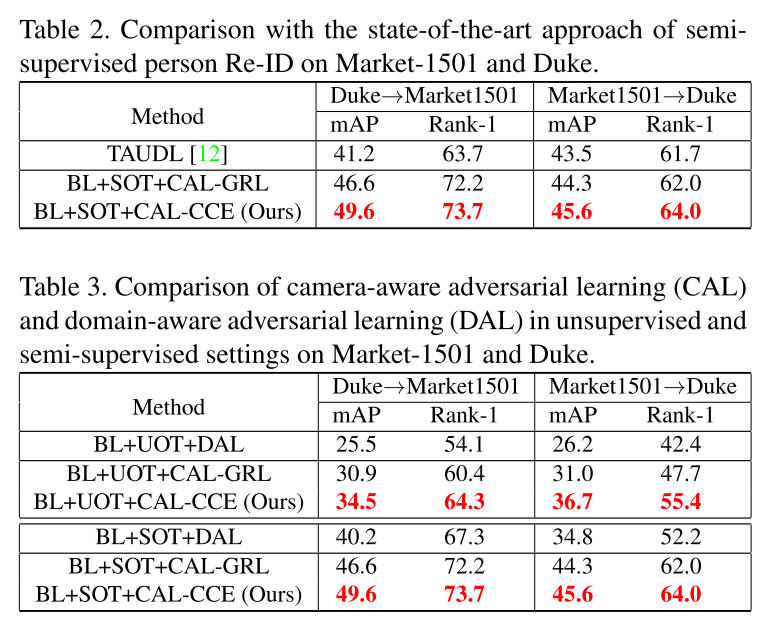 Table 2. Comparison with the state-of-the-art approach of semi-
supervised person Re-ID on Market-1501 and Duke.
Method Duke→Market1501 Market1501→Duke
mAP Rank-1 mAP Rank-1
TAUDL [12] 41.2 63.7 43.5 61.7
BL+SOT+CAL-GRL 46.6 72.2 44.3 62.0
BL+SOT+CAL-CCE (Ours) 49.6 73.7 45.6 64.0
Table 3. Comparison of camera-aware adversarial learning (CAL)
and domain-aware adversarial learning (DAL) in unsupervised and
semi-supervised settings on Market-1501 and Duke.
Method Duke→Market1501 Market1501→Duke
mAP Rank-1 mAP Rank-1
BL+UOT+DAL 25.5 54.1 26.2 42.4
BL+UOT+CAL-GRL 30.9 60.4 31.0 47.7
BL+UOT+CAL-CCE (Ours) 34.5 64.3 36.7 55.4
BL+SOT+DAL 40.2 67.3 34.8 52.2
BL+SOT+CAL-GRL 46.6 72.2 44.3 62.0
BL+SOT+CAL-CCE (Ours) 49.6 73.7 45.6 64.0